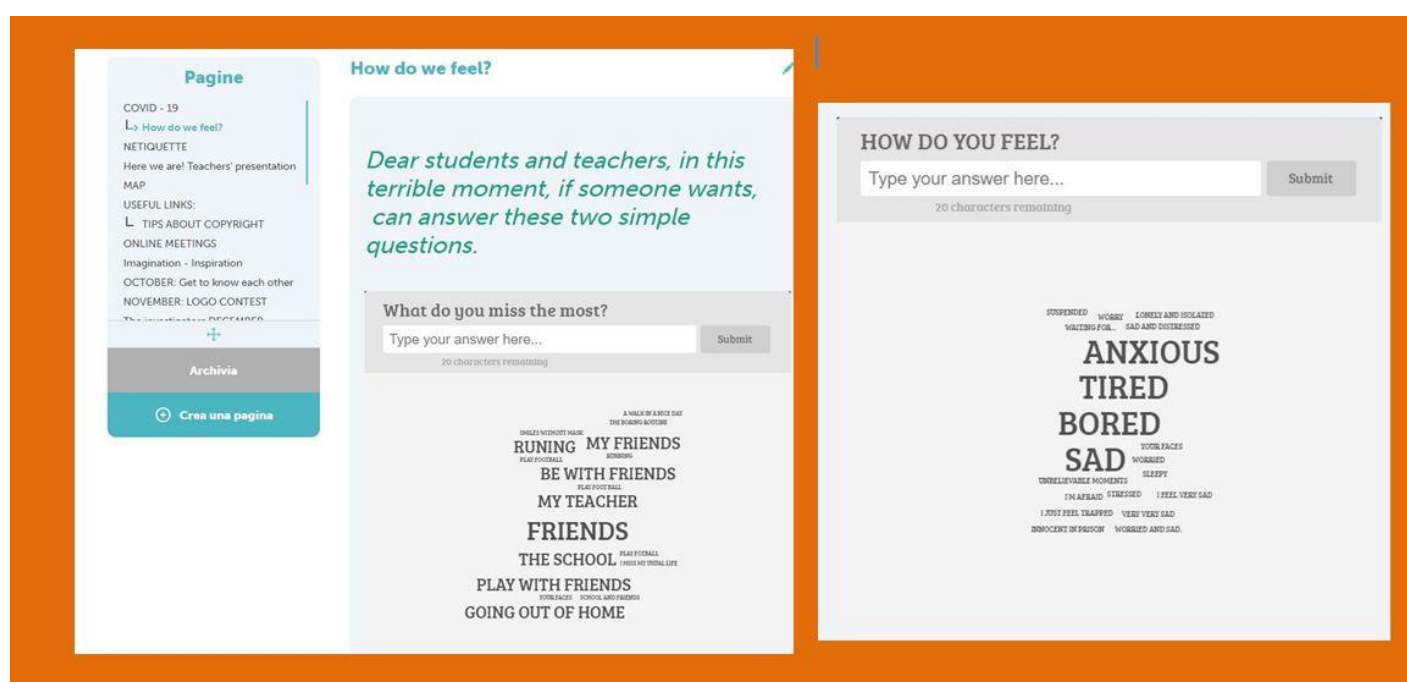 Pagine
COVID - 19
How do we feel?
NETIQUETTE
Here we are! Teachers' presentation
MAP
USEFUL LINKS:
TIPS ABOUT COPYRIGHT
ONLINE MEETINGS
Imagination - Inspiration
OCTOBER: Get to know each other
NOVEMBER: LOGO CONTEST
Archivia
Crea una pagina
How do we feel?
Dear students and teachers, in this
terrible moment, if someone wants,
can answer these two simple
questions.
What do you miss the most?
Type your answer here...
Submit
20 characters remaining
A WALK IN A NICE DAY
THE BORING ROUTINE
SMILES WITHOUT MASK
RUNING MY FRIENDS
PLAY FOOTBALL RUNNING
BE WITH FRIENDS
PLAY FOOT BALL
MY TEACHER
FRIENDS
THE SCHOOL
I MISS MY USUAL LIFE
PLAY WITH FRIENDS
YOUR FACES SCHOOL AND FRIENDS
GOING OUT OF HOME
HOW DO YOU FEEL?
Type your answer here...
Submit
20 characters remaining
SUSPENDED WORRY LONELY AND ISOLATED
WAITING FOR... SAD AND DISTRESSED
ANXIOUS
TIRED
BORED
YOUR FACES
SAD WORRIED
SLEEPY
UNBELIEVABLE MOMENTS
I'M AFRAID STRESSED I FEEL VERY SAD
I JUST FEEL TRAPPED VERY VERY SAD
INNOCENT IN PRISON WORRIED AND SAD.